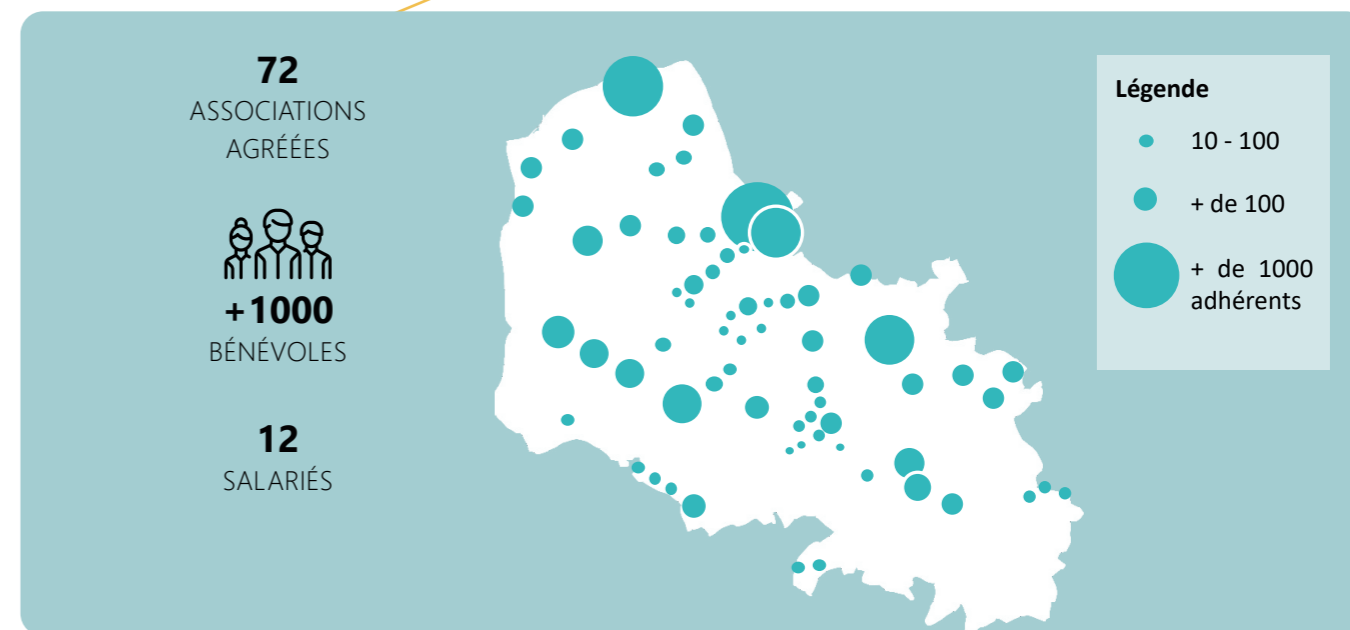 72
ASSOCIATIONS
AGRÉÉES
+1000
BÉNÉVOLES
12
SALARIÉS
Légende
10 - 100
+ de 100
+ de 1000
adhérents